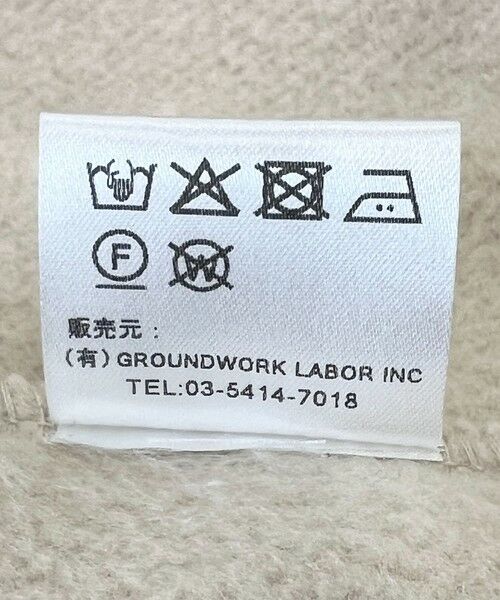 F W
販売元：
(有) GROUNDWORK LABOR INC
TEL:03-5414-7018